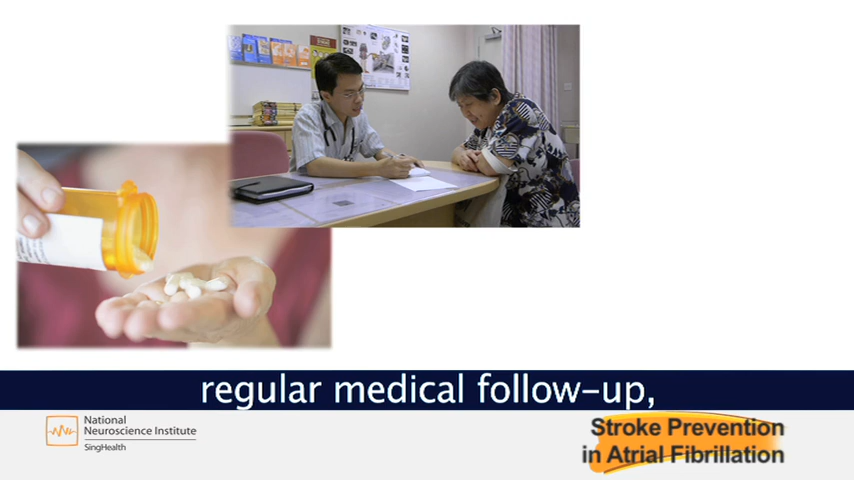 regular medical follow-up,
National
Neuroscience Institute
SingHealth
Stroke Prevention
in Atrial Fibrillation